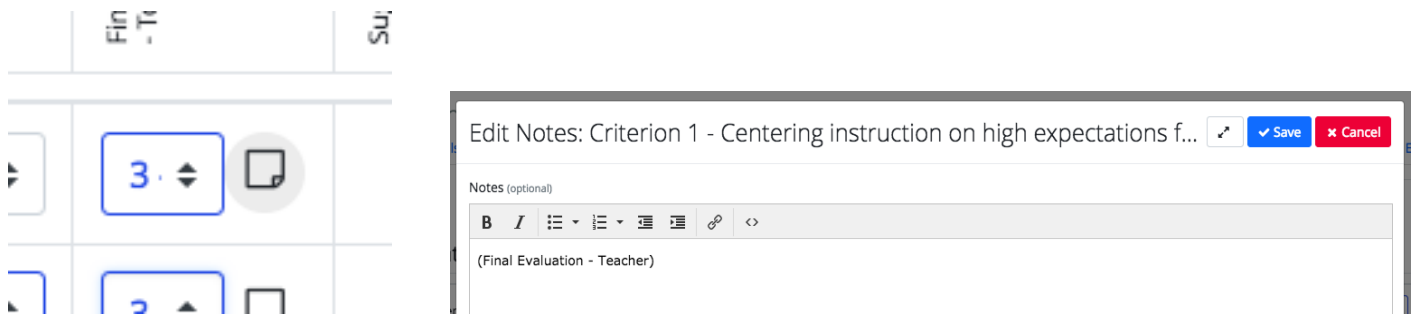 3
3
Edit Notes: Criterion 1 - Centering instruction on high expectations f...
Save
Cancel
Notes (optional)
B I
(Final Evaluation - Teacher)